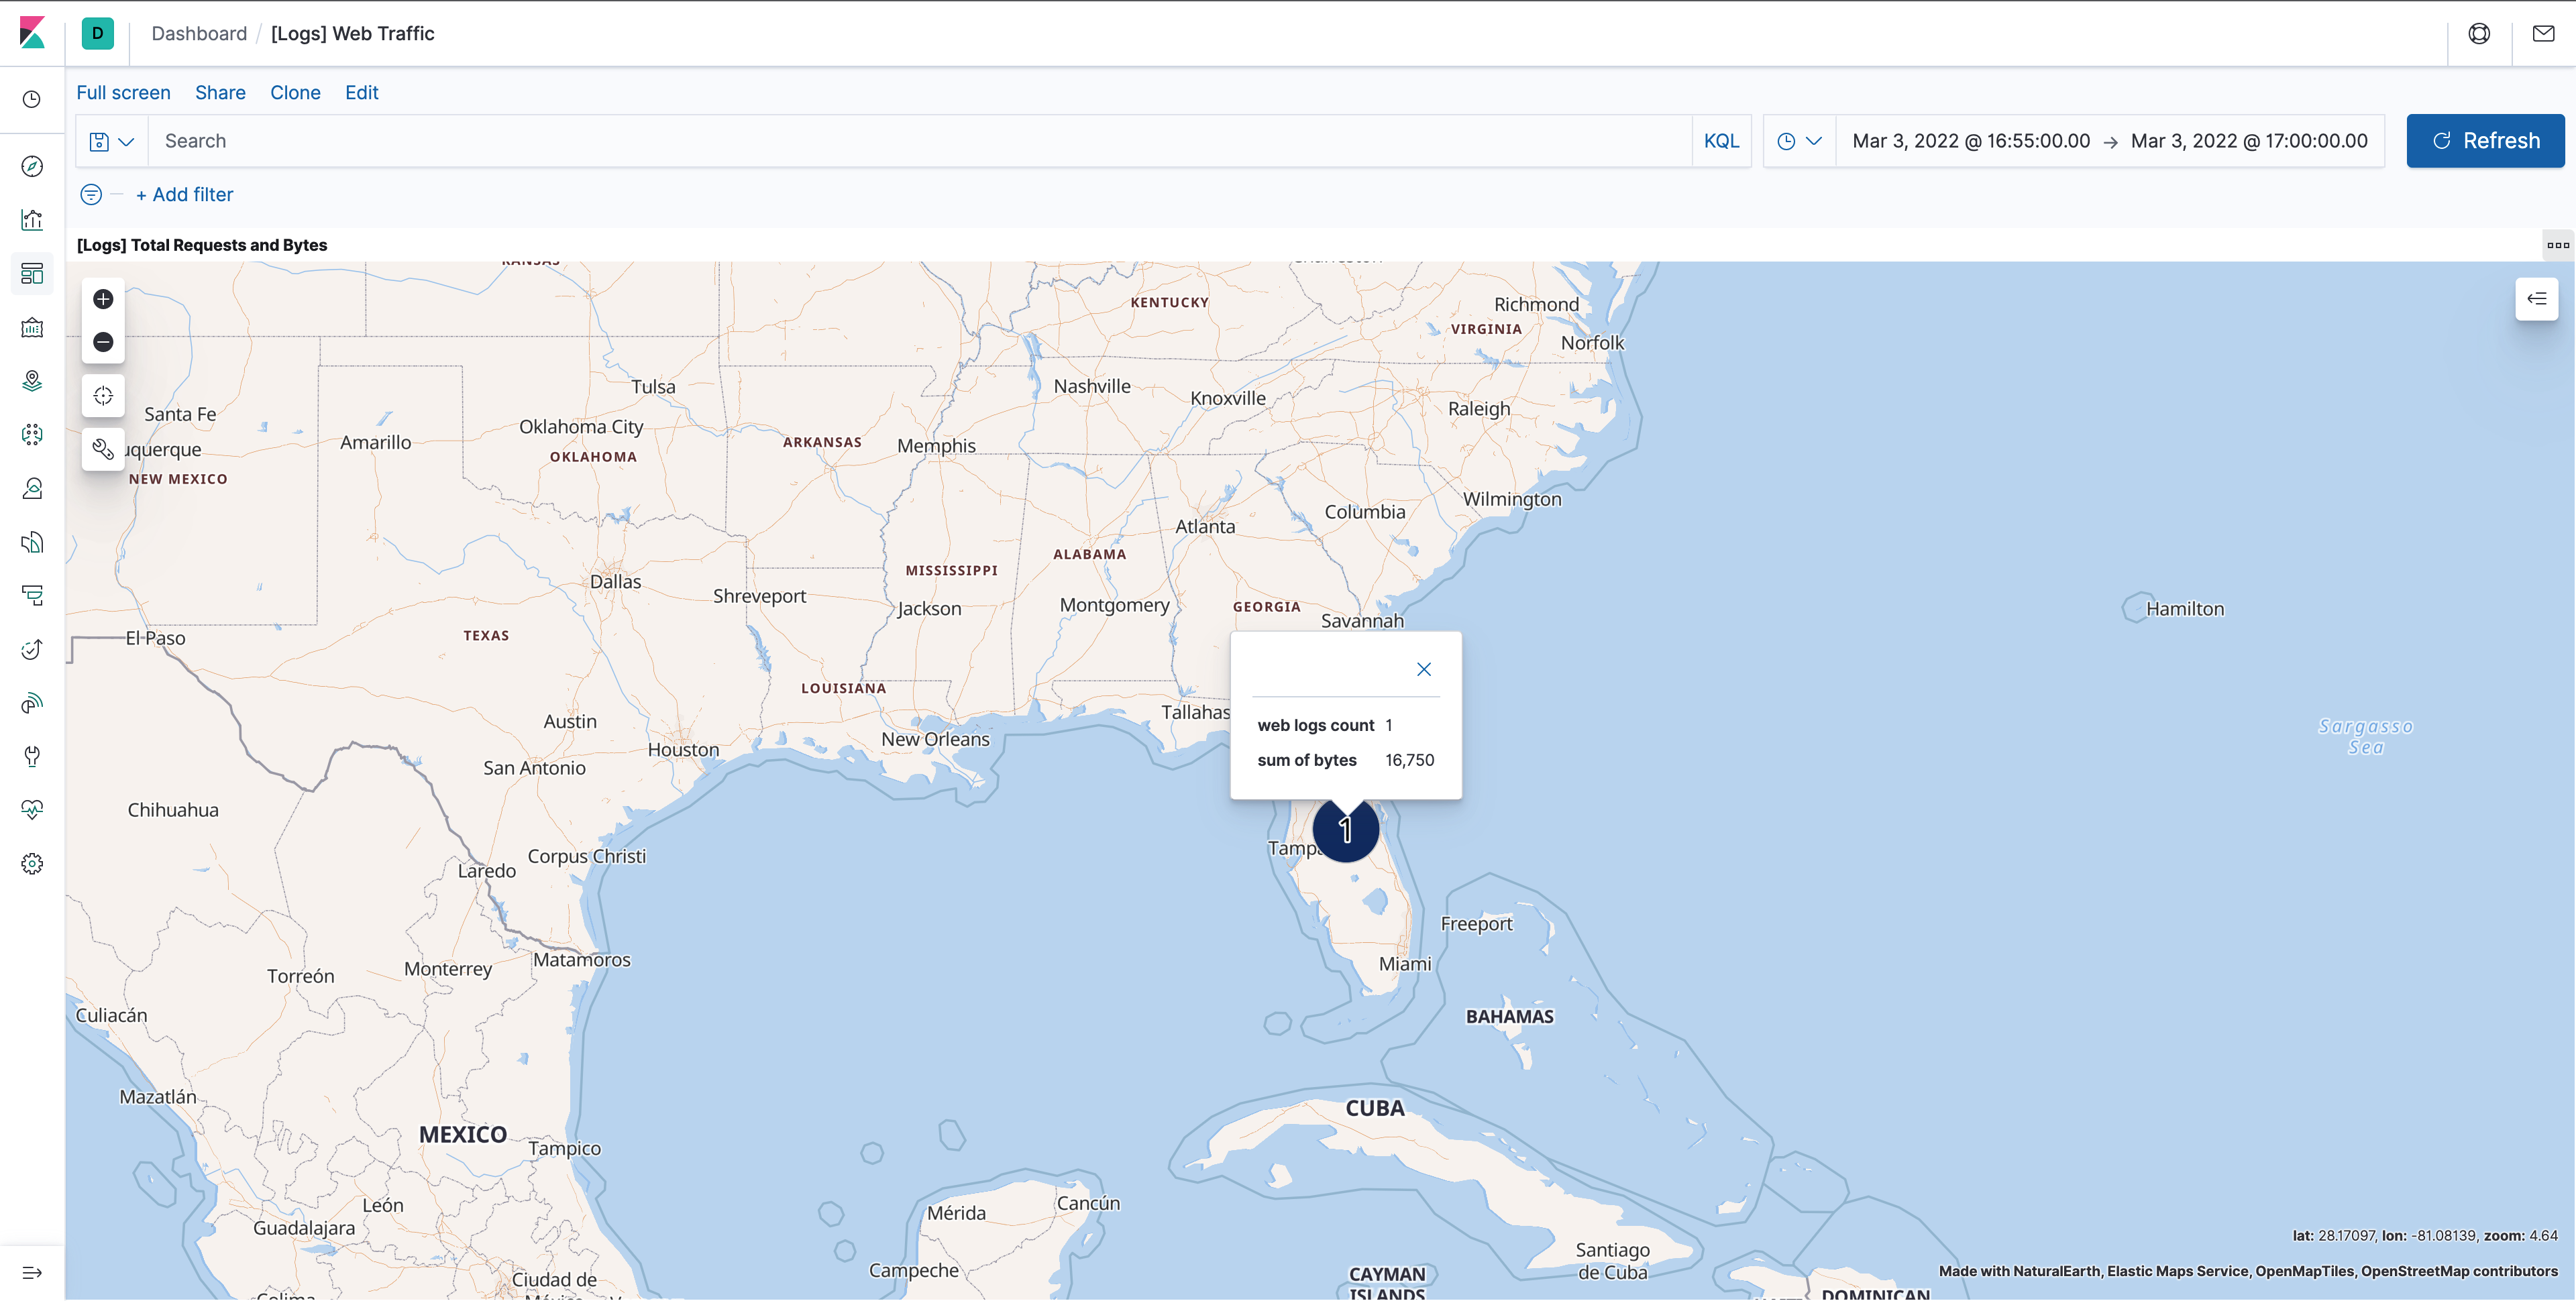 D Dashboard / [Logs] Web Traffic
Full screen Share Clone Edit
Search KQL Mar 3, 2022 @ 16:55:00.00 → Mar 3, 2022 @ 17:00:00.00 Refresh
+ Add filter
[Logs] Total Requests and Bytes
KANSAS
KENTUCKY
Richmond
VIRGINIA
Norfolk
Tulsa
Nashville
Knoxville
Santa Fe
Raleigh
Oklahoma City
Amarillo
ARKANSAS
Memphis
uquerque
OKLAHOMA
NEW MEXICO
Wilmington
Columbia
Atlanta
ALABAMA
MISSISSIPPI
Dallas
Shreveport
Montgomery
GEORGIA
Jackson
Hamilton
Savannah
El Paso
TEXAS
LOUISIANA
Tallahas
Austin
web logs count 1
Sargasso
Sea
New Orleans
Houston
sum of bytes 16,750
San Antonio
Chihuahua
1
Tampa
Corpus Christi
Laredo
Freeport
Matamoros
Miami
Monterrey
Torreón
Culiacán
BAHAMAS
Mazatlán
CUBA
MEXICO
Tampico
León
Cancún
Mérida
Guadalajara
lat: 28.17097, lon: -81.08139, zoom: 4.64
Santiago
de Cuba
Campeche
CAYMAN
ISLANDS
Made with NaturalEarth, Elastic Maps Service, OpenMapTiles, OpenStreetMap contributors
Ciudad de
México
Colima
DOMINICAN